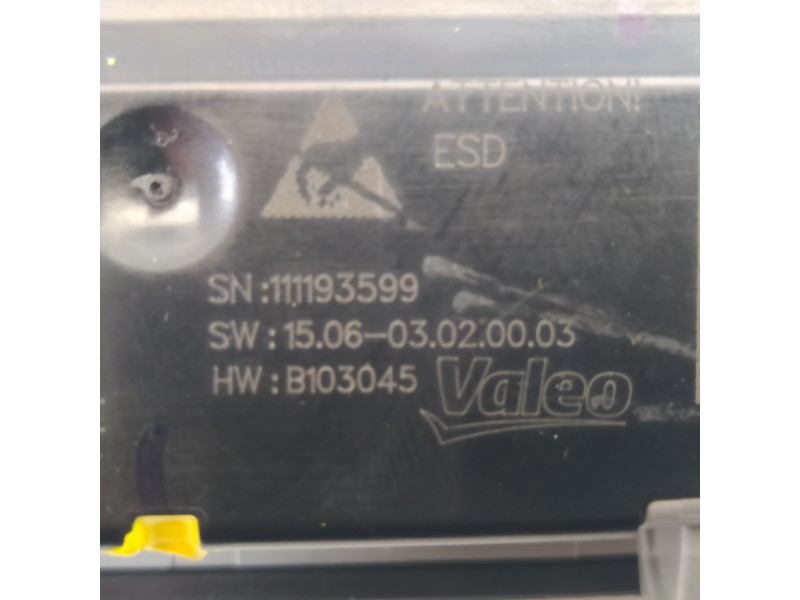 ATTENTION!
ESD
SN:111193599
SW:15.06-03.02.00.03
HW:B103045
Valeo